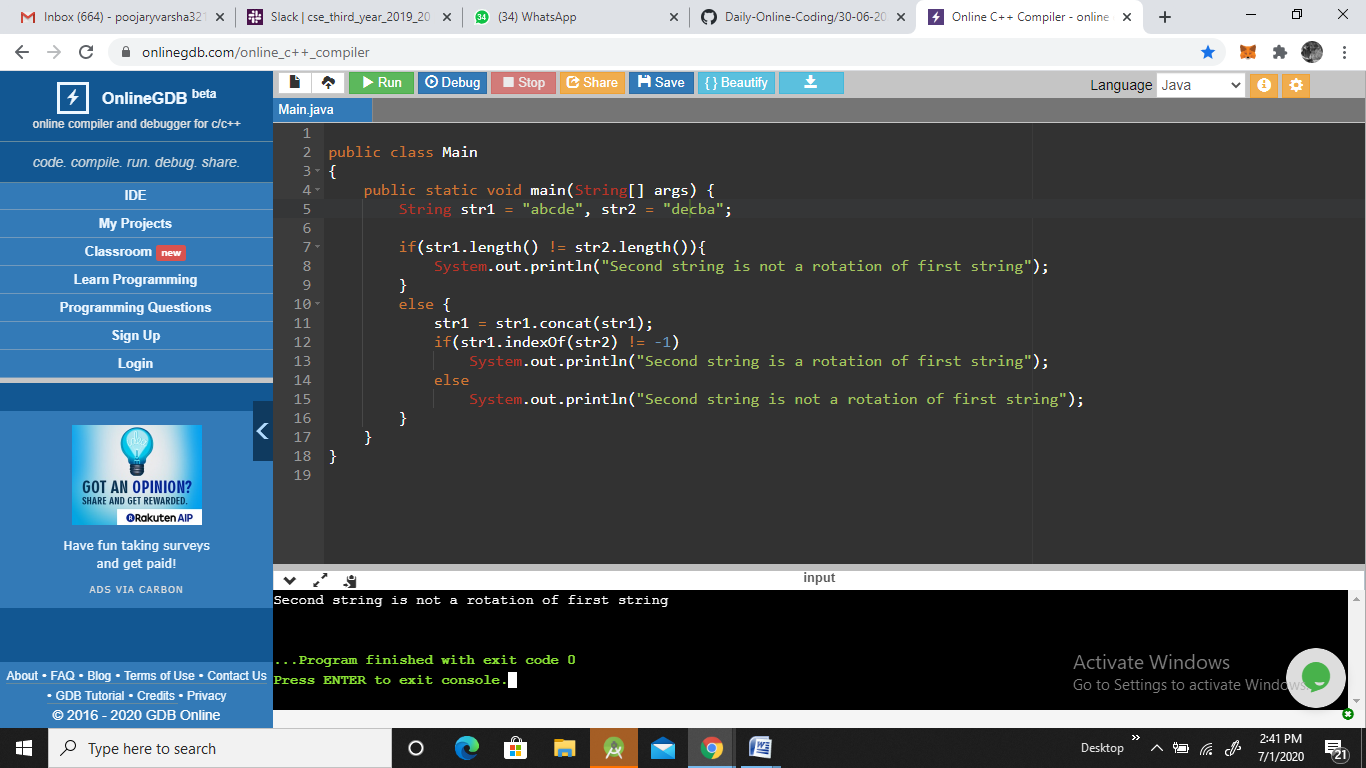 Inbox (664) - poojaryvarsha321
Slack | cse_third_year_2019_20
34
(34) WhatsApp
Daily-Online-Coding/30-06-20
Online C++ Compiler - online
onlinegdb.com/online_c++_compiler
OnlineGDB beta
online compiler and debugger for c/c++
code. compile. run. debug. share.
IDE
My Projects
Classroom new
Learn Programming
Programming Questions
Sign Up
Login
GOT AN OPINION?
SHARE AND GET REWARDED.
Rakuten AIP
Have fun taking surveys
and get paid!
ADS VIA CARBON
About • FAQ • Blog • Terms of Use • Contact Us
• GDB Tutorial • Credits • Privacy
© 2016 - 2020 GDB Online
Run Debug Stop Share Save { } Beautify
Language Java
Main.java
1
2 public class Main
3 {
4     public static void main(String[] args) {
5         String str1 = "abcde", str2 = "decba";
6
7         if(str1.length() != str2.length()){
8             System.out.println("Second string is not a rotation of first string");
9         }
10         else {
11             str1 = str1.concat(str1);
12             if(str1.indexOf(str2) != -1)
13                 System.out.println("Second string is a rotation of first string");
14             else
15                 System.out.println("Second string is not a rotation of first string");
16         }
17     }
18 }
19
input
Second string is not a rotation of first string
...Program finished with exit code 0
Press ENTER to exit console.
Activate Windows
Go to Settings to activate Windows.
Type here to search
Desktop
2:41 PM
7/1/2020
21